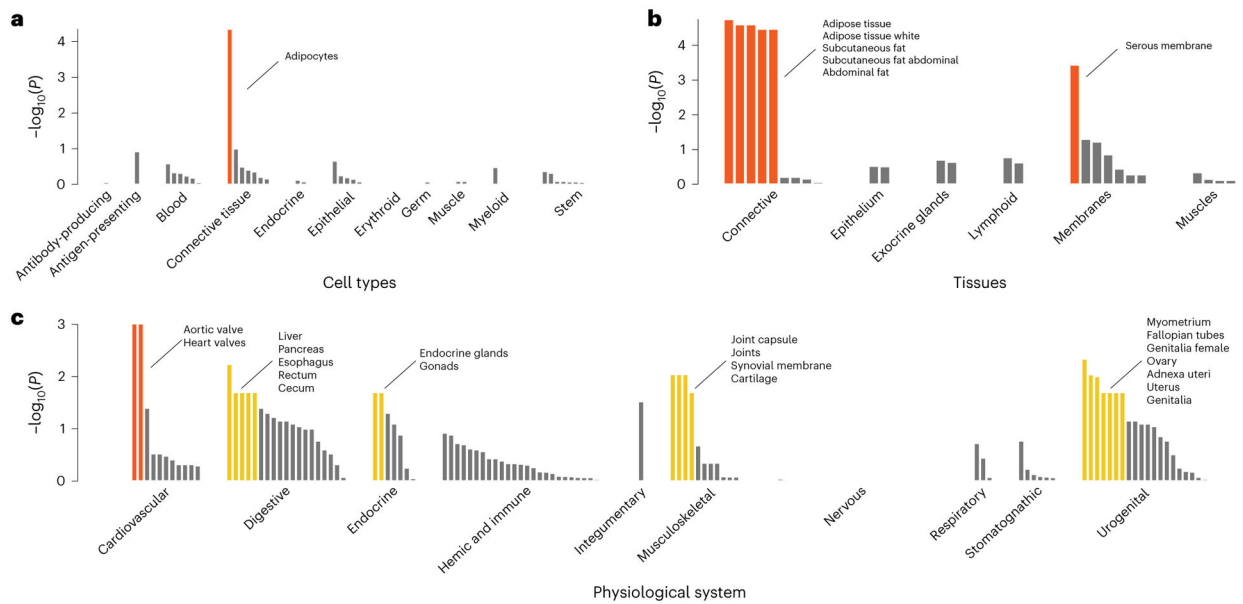 a
−log₁₀(P)
4
3
2
1
0
Adipocytes
Antibody-producing
Antigen-presenting
Blood
Connective tissue
Endocrine
Epithelial
Erythroid
Germ
Muscle
Myeloid
Stem
Cell types
b
−log₁₀(P)
4
3
2
1
0
Adipose tissue
Adipose tissue white
Subcutaneous fat
Subcutaneous fat abdominal
Abdominal fat
Serous membrane
Connective
Epithelium
Exocrine glands
Lymphoid
Membranes
Muscles
Tissues
c
−log₁₀(P)
3
2
1
0
Aortic valve
Heart valves
Liver
Pancreas
Esophagus
Rectum
Cecum
Endocrine glands
Gonads
Joint capsule
Joints
Synovial membrane
Cartilage
Myometrium
Fallopian tubes
Genitalia female
Ovary
Adnexa uteri
Uterus
Genitalia
Cardiovascular
Digestive
Endocrine
Hemic and immune
Integumentary
Musculoskeletal
Nervous
Respiratory
Stomatognathic
Urogenital
Physiological system